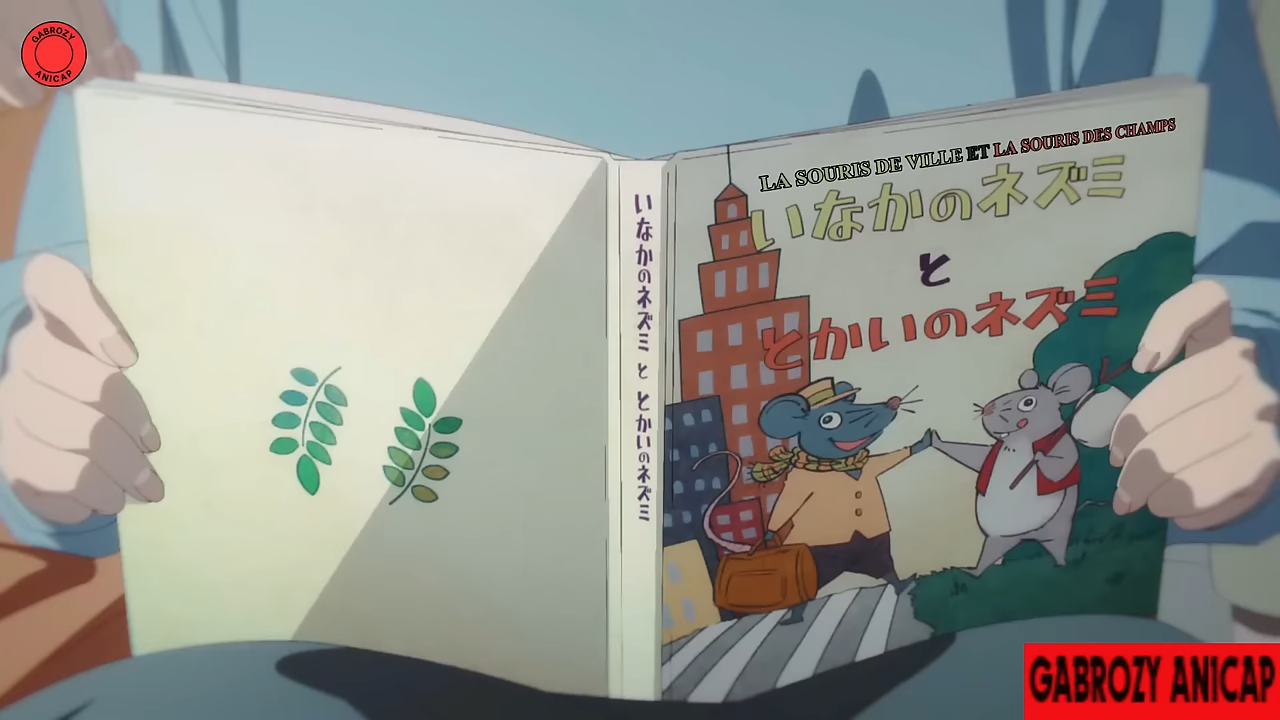 GABROZY
ANICAP
LA SOURIS DE VILLE ET LA SOURIS DES CHAMPS
いなかのネズミ
と
とかいのネズミ
いなかのネズミ と とかいのネズミ
GABROZY ANICAP